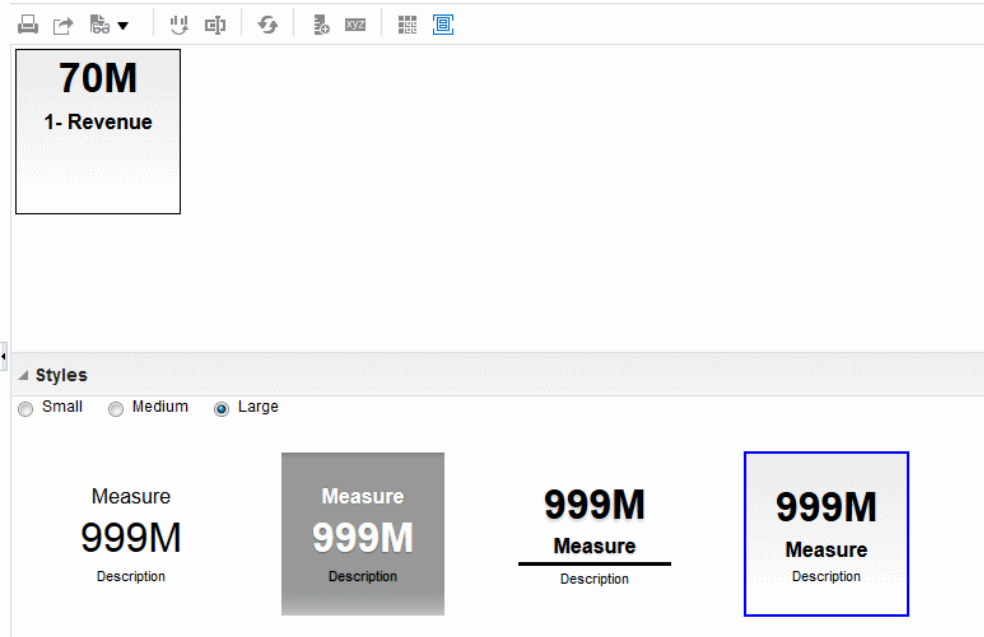 xyz
70M
1- Revenue
Styles
Small Medium Large
Measure
999M
Description
Measure
999M
Description
999M
Measure
Description
999M
Measure
Description